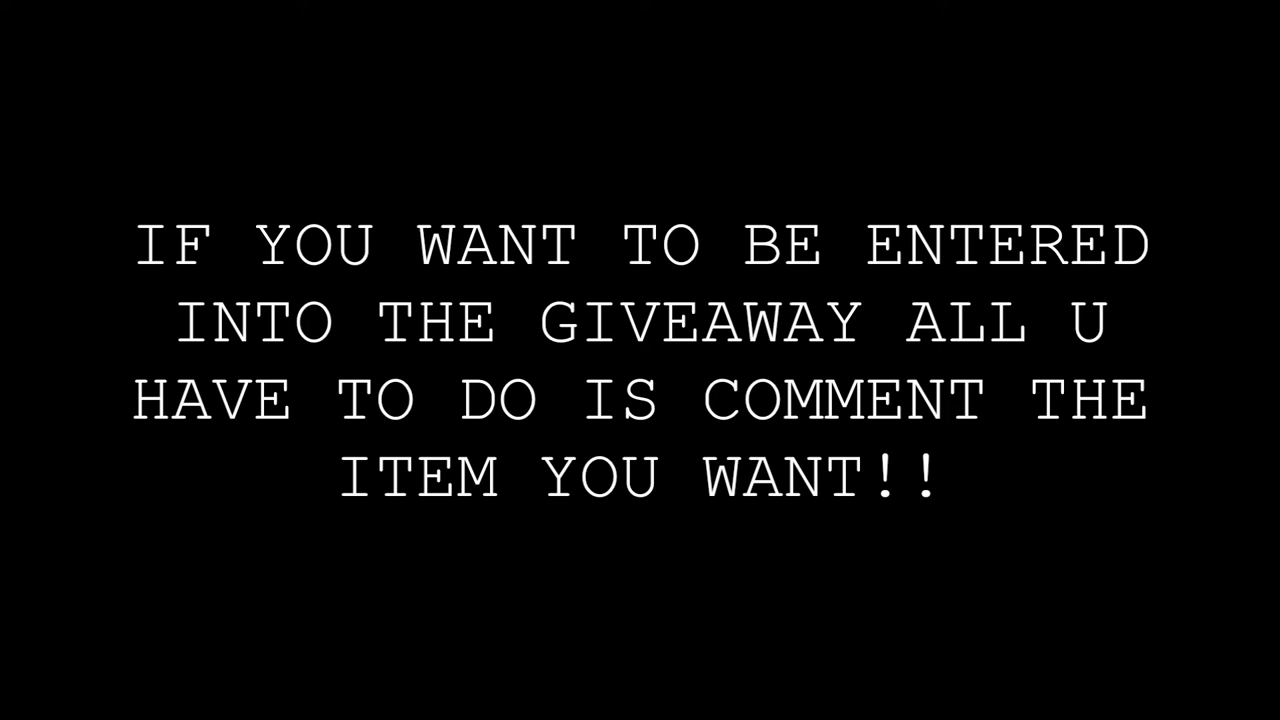 IF YOU WANT TO BE ENTERED
INTO THE GIVEAWAY ALL U
HAVE TO DO IS COMMENT THE
ITEM YOU WANT!!